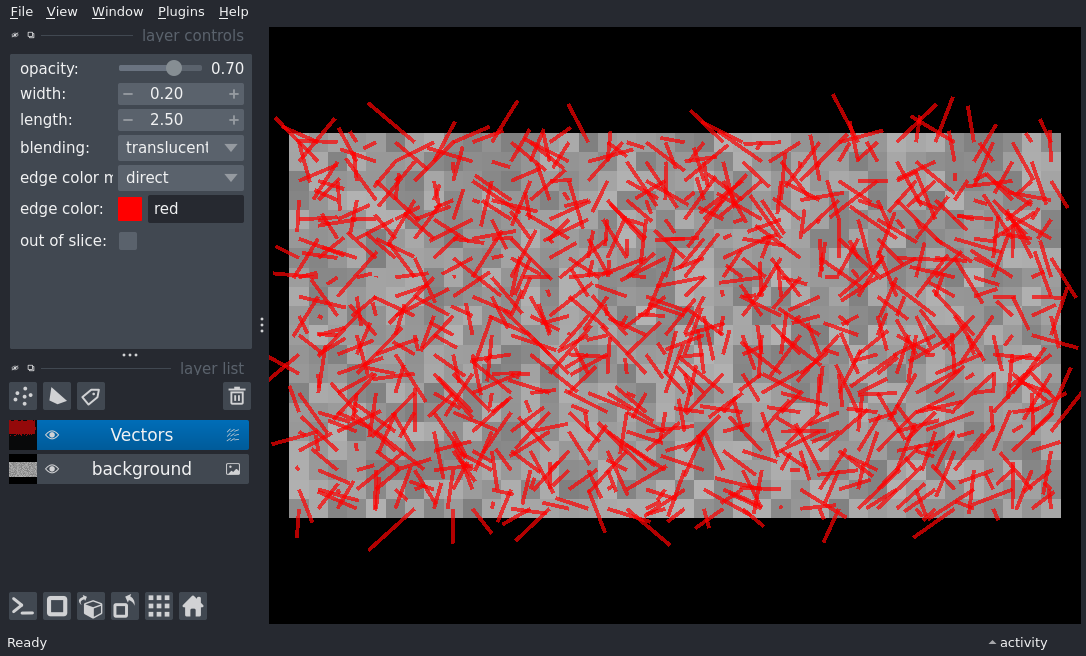 File View Window Plugins Help
layer controls
opacity: 0.70
width: 0.20
length: 2.50
blending: translucent
edge color m direct
edge color: red
out of slice:
layer list
Vectors
background
Ready
activity